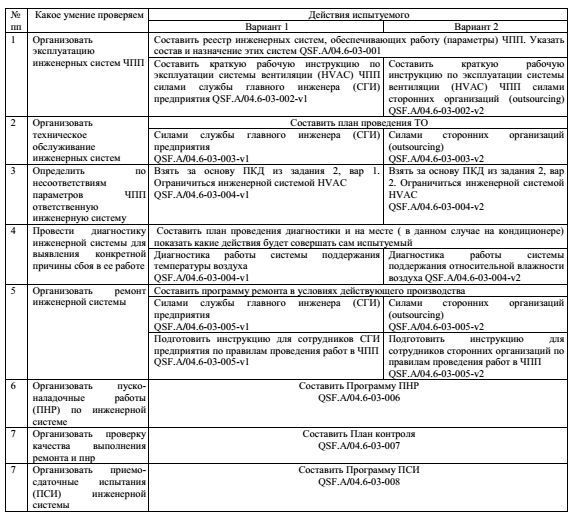 № Какое умение проверяем Действия испытуемого
пп Вариант 1 Вариант 2
1 Организовать
эксплуатацию
инженерных систем ЧПП
Составить реестр инженерных систем, обеспечивающих работу (параметры) ЧПП. Указать
состав и назначение этих систем QSF.A/04.6-03-001
Составить краткую рабочую инструкцию по
эксплуатации системы вентиляции (HVAC) ЧПП
силами службы главного инженера (СГИ)
предприятия QSF.A/04.6-03-002-v1
Составить краткую рабочую
инструкцию по эксплуатации системы
вентиляции (HVAC) ЧПП силами
сторонних организаций (outsourcing)
QSF.A/04.6-03-002-v2
2 Организовать
техническое
обслуживание
инженерных систем
Составить план проведения ТО
Силами службы главного инженера (СГИ)
предприятия
QSF.A/04.6-03-003-v1
Силами сторонних организаций
(outsourcing)
QSF.A/04.6-03-003-v2
3 Определить по
несоответствиям
параметров ЧПП
ответственную
инженерную систему
Взять за основу ПКД из задания 2, вар 1.
Ограничиться инженерной системой HVAC
QSF.A/04.6-03-004-v1
Взять за основу ПКД из задания 2, вар
2. Ограничиться инженерной системой
HVAC
QSF.A/04.6-03-004-v2
4 Провести диагностику
инженерной системы для
выявления конкретной
причины сбоя в ее работе
Составить план проведения диагностики и на месте ( в данном случае на кондиционере)
показать какие действия будет совершать сам испытуемый
Диагностика работы системы поддержания
температуры воздуха
QSF.A/04.6-03-004-v1
Диагностика работы системы
поддержания относительной влажности
воздуха QSF.A/04.6-03-004-v2
5 Организовать ремонт
инженерной системы
Составить программу ремонта в условиях действующего производства
Силами службы главного инженера (СГИ)
предприятия
QSF.A/04.6-03-005-v1
Силами сторонних организаций
(outsourcing)
QSF.A/04.6-03-005-v2
Подготовить инструкцию для сотрудников СГИ
предприятия по правилам проведения работ в ЧПП
QSF.A/04.6-03-005-v1
Подготовить инструкцию для
сотрудников сторонних организаций по
правилам проведения работ в ЧПП
QSF.A/04.6-03-005-v2
6 Организовать пуско-
наладочные работы
(ПНР) по инженерной
системе
Составить Программу ПНР
QSF.A/04.6-03-006
7 Организовать проверку
качества выполнения
ремонта и пнр
Составить План контроля
QSF.A/04.6-03-007
7 Организовать приемо-
сдаточные испытания
(ПСИ) инженерной
системы
Составить Программу ПСИ
QSF.A/04.6-03-008